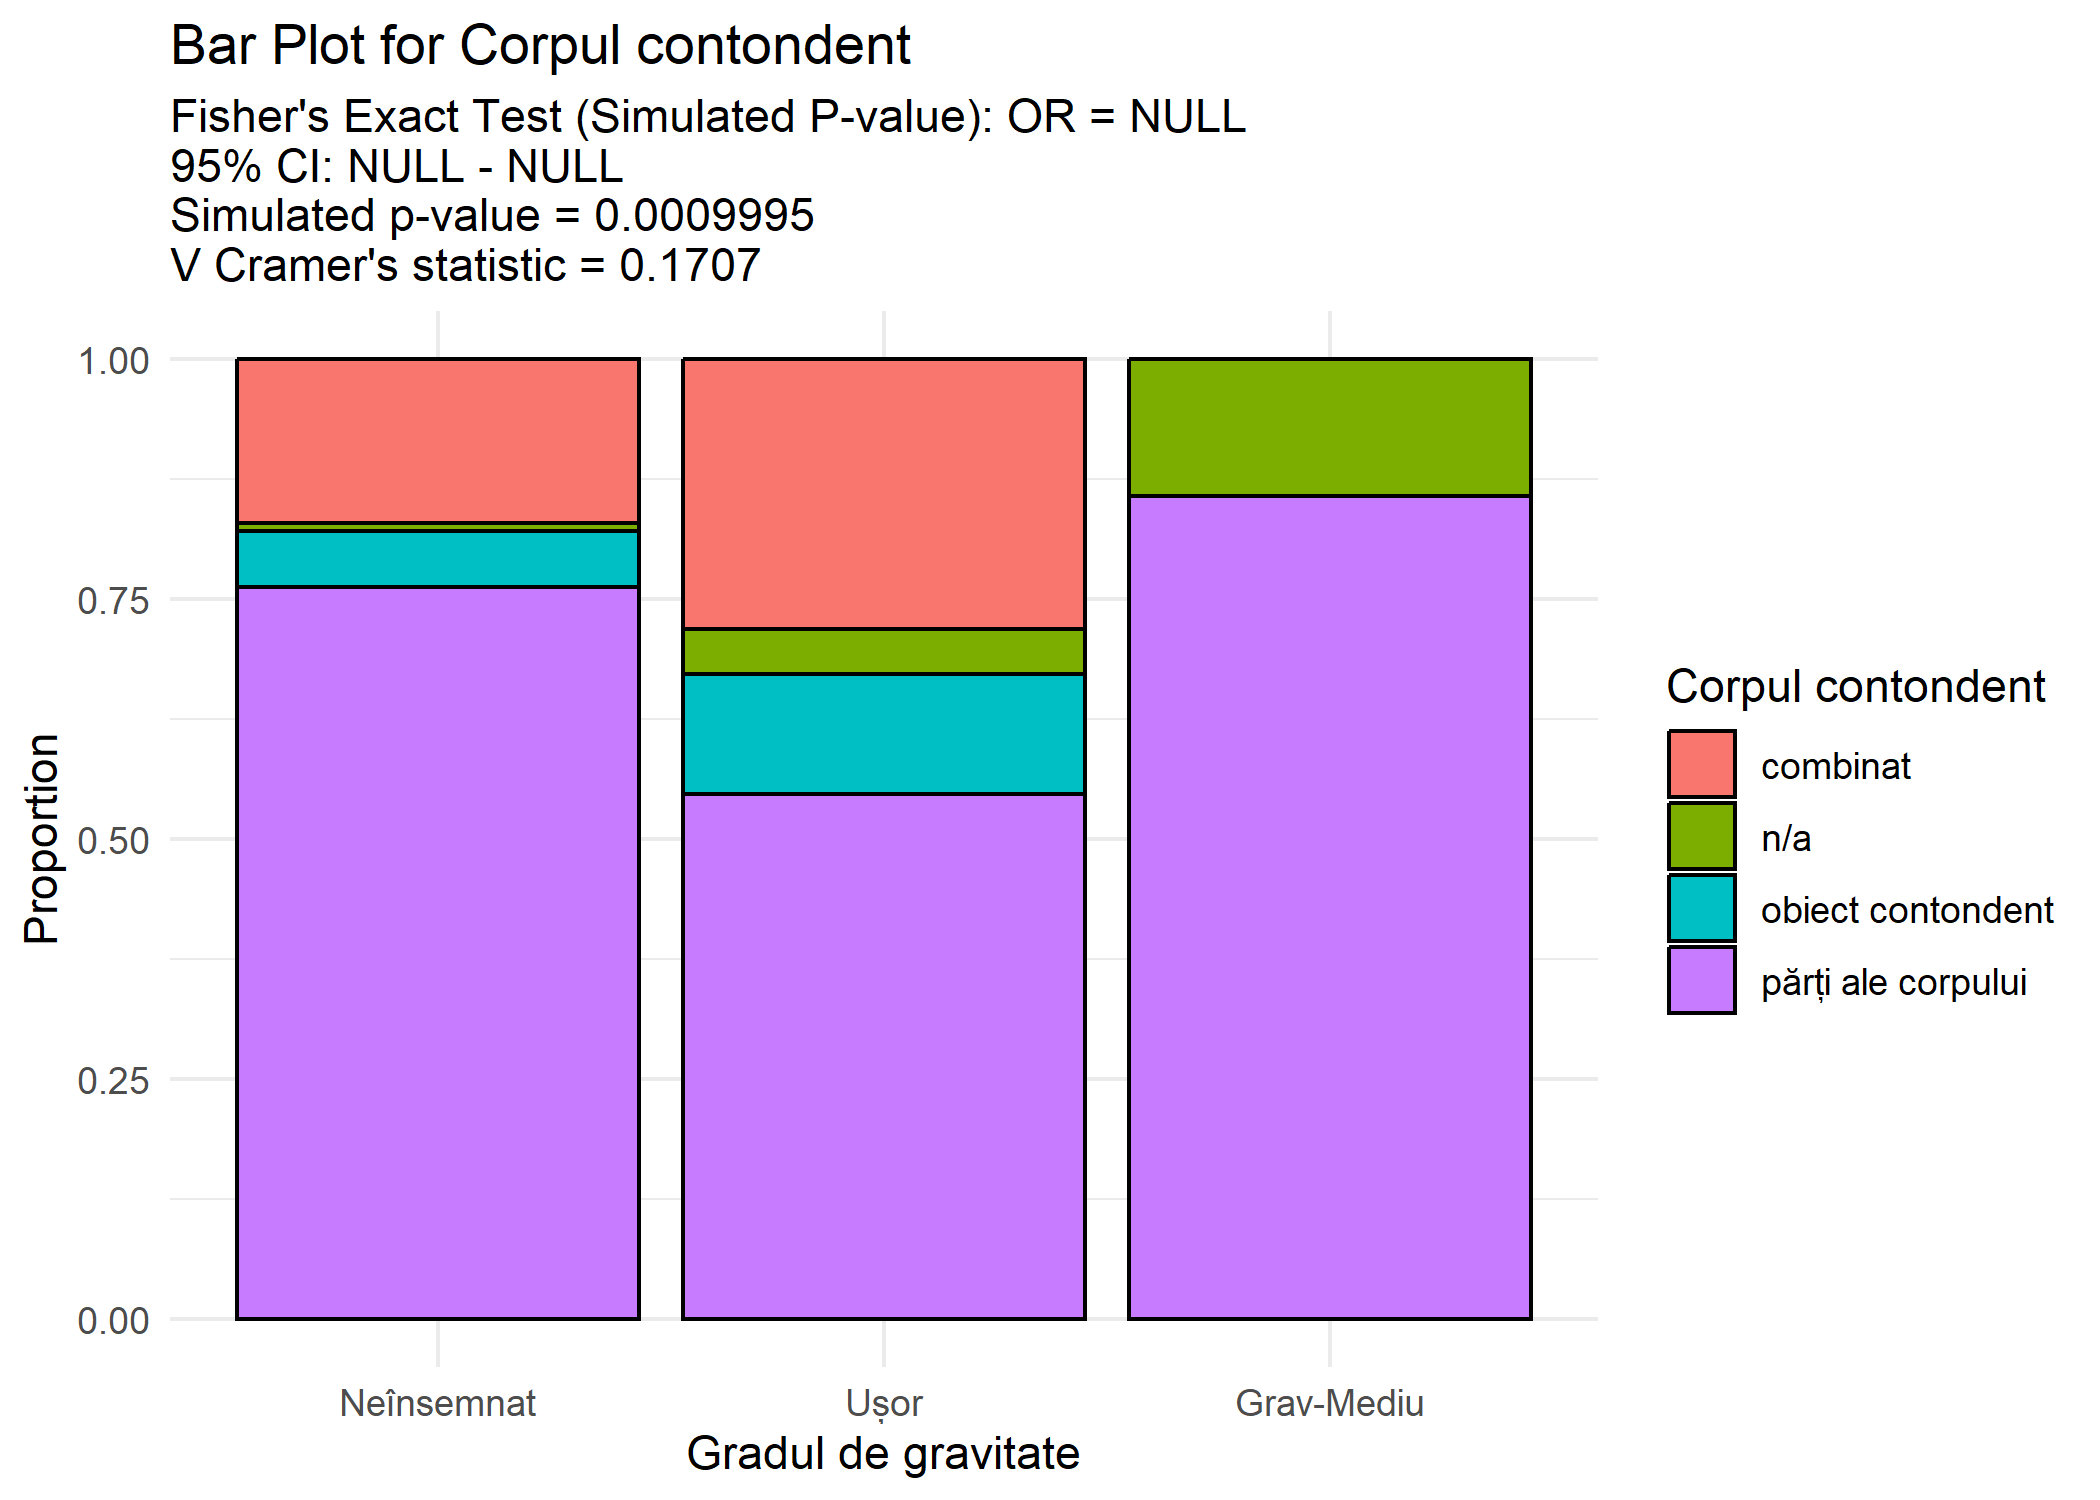 Bar Plot for Corpul contondent
Fisher's Exact Test (Simulated P-value): OR = NULL
95% CI: NULL - NULL
Simulated p-value = 0.0009995
V Cramer's statistic = 0.1707
1.00
0.75
0.50
0.25
0.00
Proportion
Neînsemnat
Ușor
Grav-Mediu
Gradul de gravitate
Corpul contondent
combinat
n/a
obiect contondent
părți ale corpului